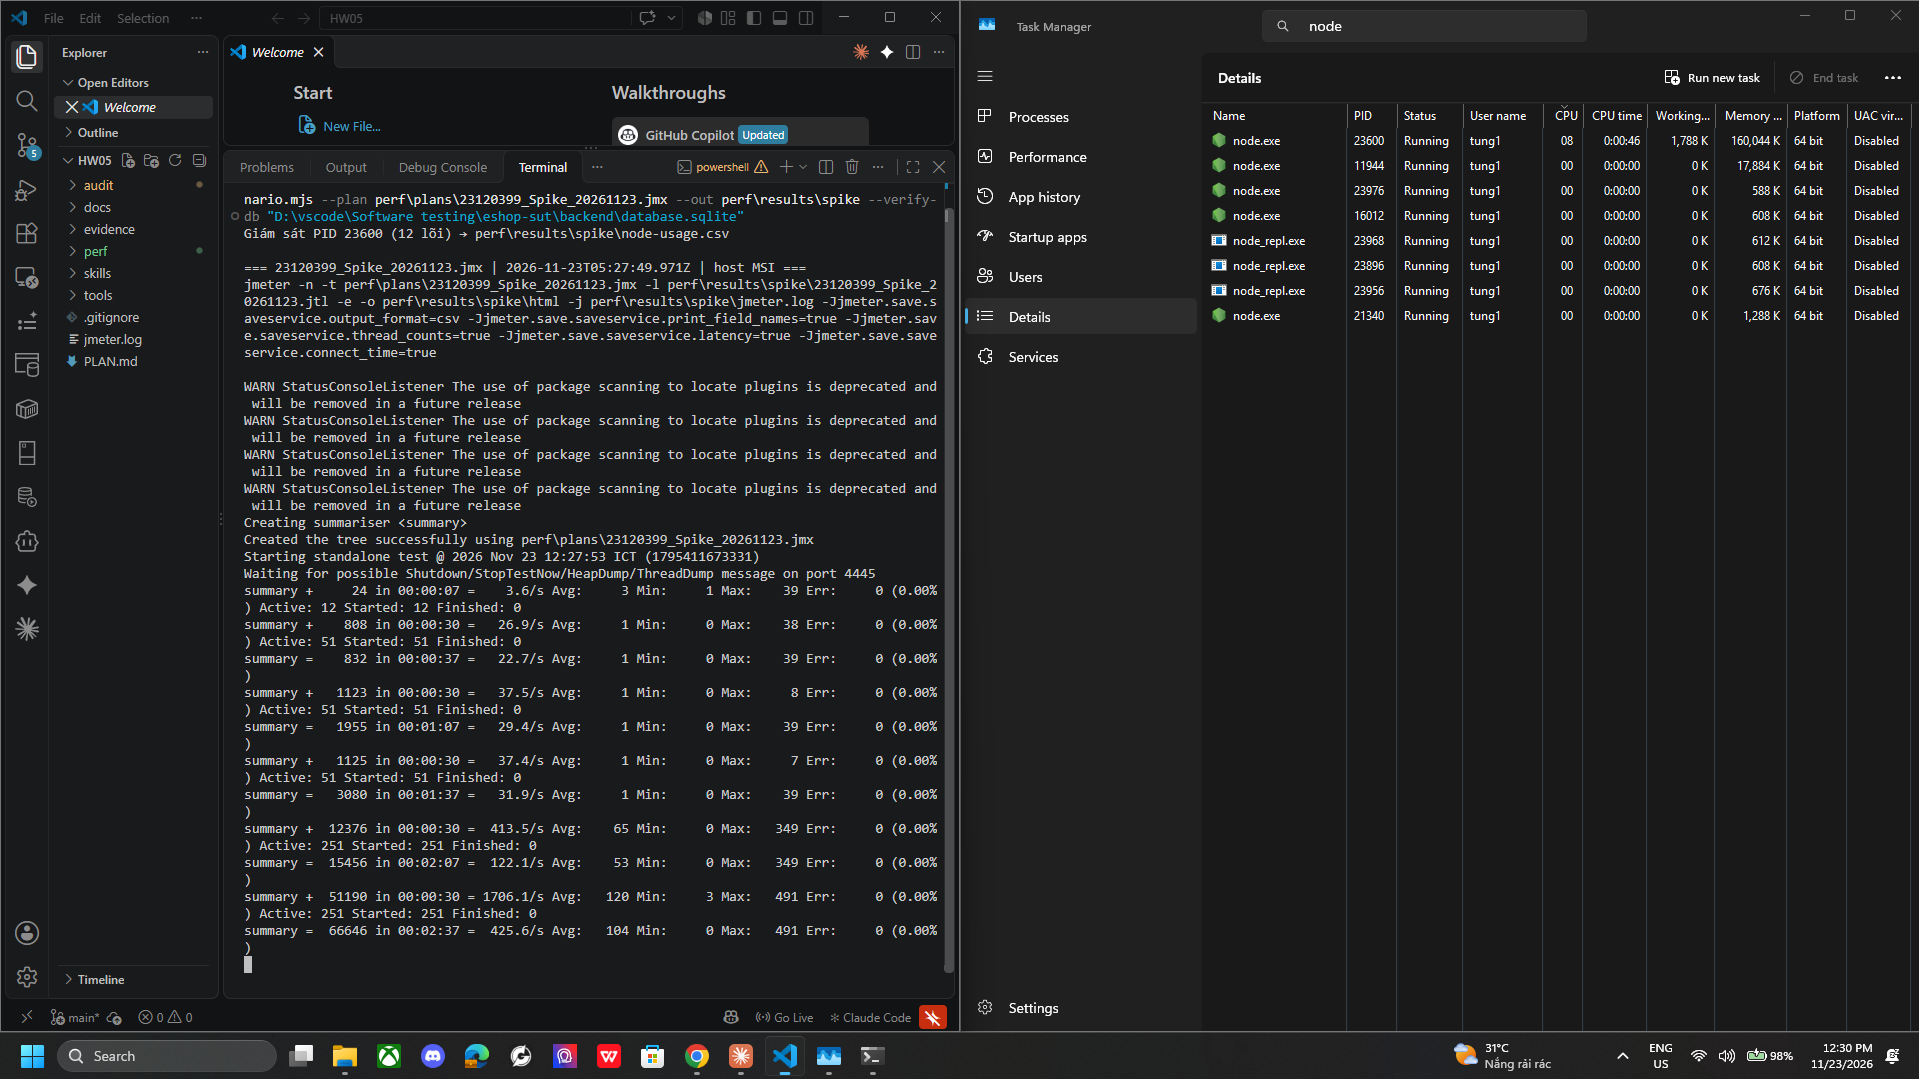 File Edit Selection ··· HW05
Explorer ···
Open Editors
Welcome
Outline
HW05
audit
docs
evidence
perf
skills
tools
.gitignore
jmeter.log
PLAN.md
Timeline
5
Welcome
Start
New File...
Walkthroughs
GitHub Copilot Updated
Problems Output Debug Console Terminal ··· powershell
nario.mjs --plan perf\plans\23120399_Spike_20261123.jmx --out perf\results\spike --verify-
db "D:\vscode\Software testing\eshop-sut\backend\database.sqlite"
Giám sát PID 23600 (12 lõi) → perf\results\spike\node-usage.csv
=== 23120399_Spike_20261123.jmx | 2026-11-23T05:27:49.971Z | host MSI ===
jmeter -n -t perf\plans\23120399_Spike_20261123.jmx -l perf\results\spike\23120399_Spike_2
0261123.jtl -e -o perf\results\spike\html -j perf\results\spike\jmeter.log -Jjmeter.save.s
aveservice.output_format=csv -Jjmeter.save.saveservice.print_field_names=true -Jjmeter.sav
e.saveservice.thread_counts=true -Jjmeter.save.saveservice.latency=true -Jjmeter.save.save
service.connect_time=true
WARN StatusConsoleListener The use of package scanning to locate plugins is deprecated and
will be removed in a future release
WARN StatusConsoleListener The use of package scanning to locate plugins is deprecated and
will be removed in a future release
WARN StatusConsoleListener The use of package scanning to locate plugins is deprecated and
will be removed in a future release
WARN StatusConsoleListener The use of package scanning to locate plugins is deprecated and
will be removed in a future release
Creating summariser <summary>
Created the tree successfully using perf\plans\23120399_Spike_20261123.jmx
Starting standalone test @ 2026 Nov 23 12:27:53 ICT (1795411673331)
Waiting for possible Shutdown/StopTestNow/HeapDump/ThreadDump message on port 4445
summary + 24 in 00:00:07 = 3.6/s Avg: 3 Min: 1 Max: 39 Err: 0 (0.00%
) Active: 12 Started: 12 Finished: 0
summary + 808 in 00:00:30 = 26.9/s Avg: 1 Min: 0 Max: 38 Err: 0 (0.00%
) Active: 51 Started: 51 Finished: 0
summary = 832 in 00:00:37 = 22.7/s Avg: 1 Min: 0 Max: 39 Err: 0 (0.00%
)
summary + 1123 in 00:00:30 = 37.5/s Avg: 1 Min: 0 Max: 8 Err: 0 (0.00%
) Active: 51 Started: 51 Finished: 0
summary = 1955 in 00:01:07 = 29.4/s Avg: 1 Min: 0 Max: 39 Err: 0 (0.00%
)
summary + 1125 in 00:00:30 = 37.4/s Avg: 1 Min: 0 Max: 7 Err: 0 (0.00%
) Active: 51 Started: 51 Finished: 0
summary = 3080 in 00:01:37 = 31.9/s Avg: 1 Min: 0 Max: 39 Err: 0 (0.00%
)
summary + 12376 in 00:00:30 = 413.5/s Avg: 65 Min: 0 Max: 349 Err: 0 (0.00%
) Active: 251 Started: 251 Finished: 0
summary = 15456 in 00:02:07 = 122.1/s Avg: 53 Min: 0 Max: 349 Err: 0 (0.00%
)
summary + 51190 in 00:00:30 = 1706.1/s Avg: 120 Min: 3 Max: 491 Err: 0 (0.00%
) Active: 251 Started: 251 Finished: 0
summary = 66646 in 00:02:37 = 425.6/s Avg: 104 Min: 0 Max: 491 Err: 0 (0.00%
)
main* 0 0 Go Live Claude Code
Task Manager node
Processes
Performance
App history
Startup apps
Users
Details
Services
Settings
Details Run new task End task ···
Name PID Status User name CPU CPU time Working... Memory ... Platform UAC vir...
node.exe 23600 Running tung1 08 0:00:46 1,788 K 160,044 K 64 bit Disabled
node.exe 11944 Running tung1 00 0:00:00 0 K 17,884 K 64 bit Disabled
node.exe 23976 Running tung1 00 0:00:00 0 K 588 K 64 bit Disabled
node.exe 16012 Running tung1 00 0:00:00 0 K 608 K 64 bit Disabled
node_repl.exe 23968 Running tung1 00 0:00:00 0 K 612 K 64 bit Disabled
node_repl.exe 23896 Running tung1 00 0:00:00 0 K 608 K 64 bit Disabled
node_repl.exe 23956 Running tung1 00 0:00:00 0 K 676 K 64 bit Disabled
node.exe 21340 Running tung1 00 0:00:00 0 K 1,288 K 64 bit Disabled
Search
31°C
Nắng rải rác
ENG
US
98%
12:30 PM
11/23/2026